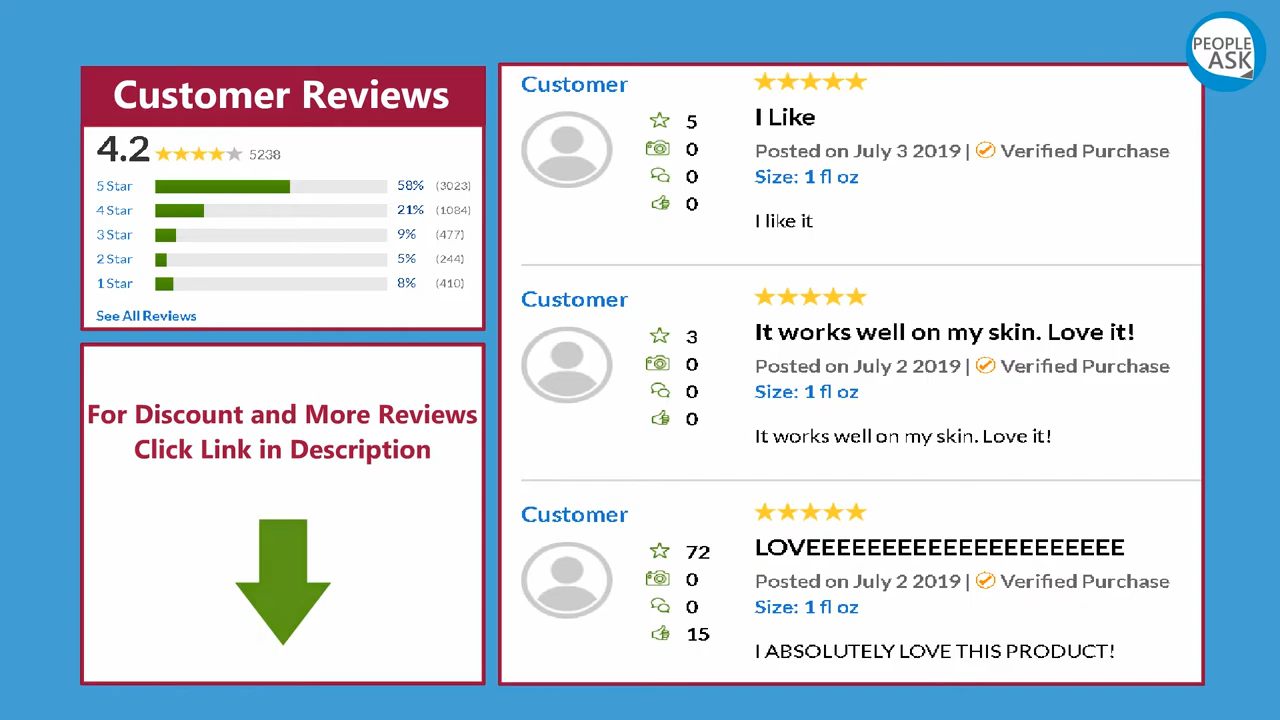 PEOPLE
ASK
Customer Reviews
4.2 5238
5 Star 58% (3023)
4 Star 21% (1084)
3 Star 9% (477)
2 Star 5% (244)
1 Star 8% (410)
See All Reviews
For Discount and More Reviews
Click Link in Description
Customer
5
0
0
0
I Like
Posted on July 3 2019 | Verified Purchase
Size: 1 fl oz
I like it
Customer
3
0
0
0
It works well on my skin. Love it!
Posted on July 2 2019 | Verified Purchase
Size: 1 fl oz
It works well on my skin. Love it!
Customer
72
0
0
15
LOVEEEEEEEEEEEEEEEEEEEEE
Posted on July 2 2019 | Verified Purchase
Size: 1 fl oz
I ABSOLUTELY LOVE THIS PRODUCT!